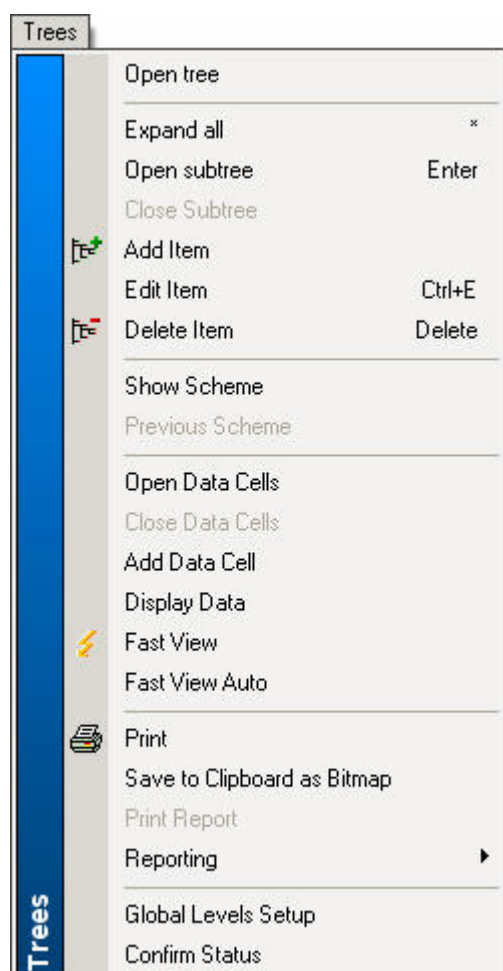 Trees
Open tree
Expand all *
Open subtree Enter
Close Subtree
Add Item
Edit Item Ctrl+E
Delete Item Delete
Show Scheme
Previous Scheme
Open Data Cells
Close Data Cells
Add Data Cell
Display Data
Fast View
Fast View Auto
Print
Save to Clipboard as Bitmap
Print Report
Reporting
Global Levels Setup
Confirm Status
Trees